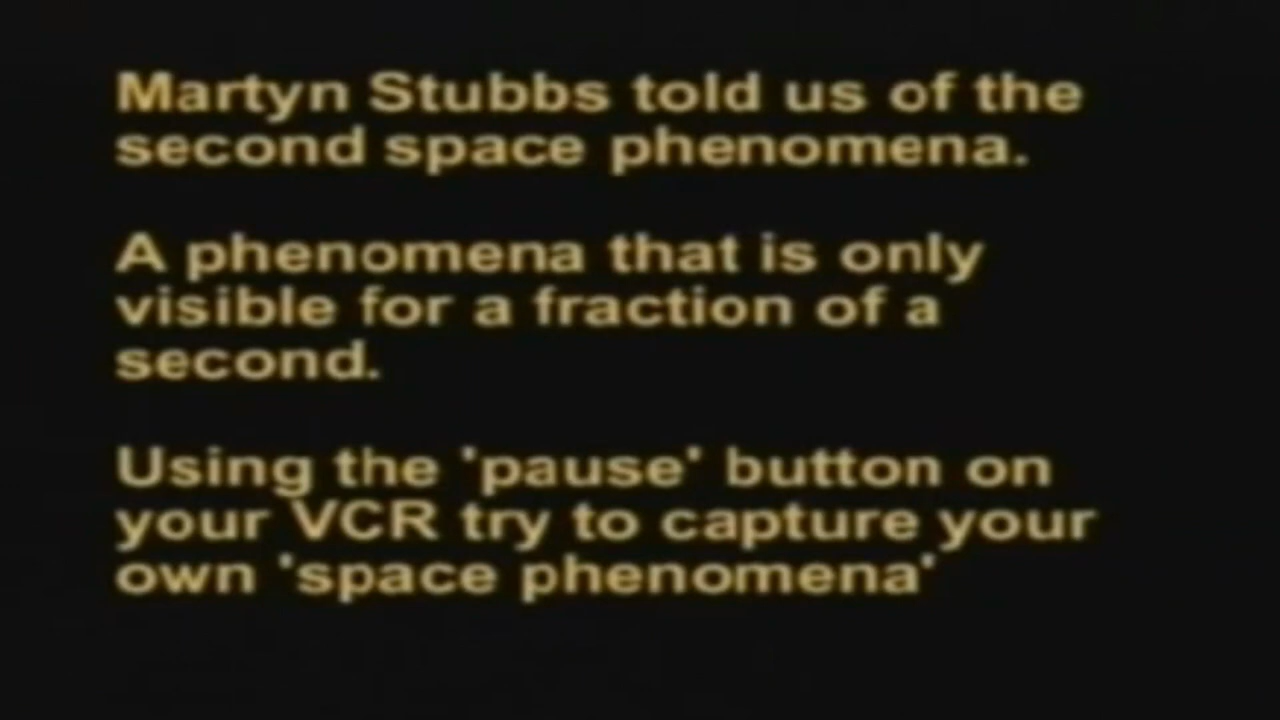 Martyn Stubbs told us of the
second space phenomena.
A phenomena that is only
visible for a fraction of a
second.
Using the 'pause' button on
your VCR try to capture your
own 'space phenomena'